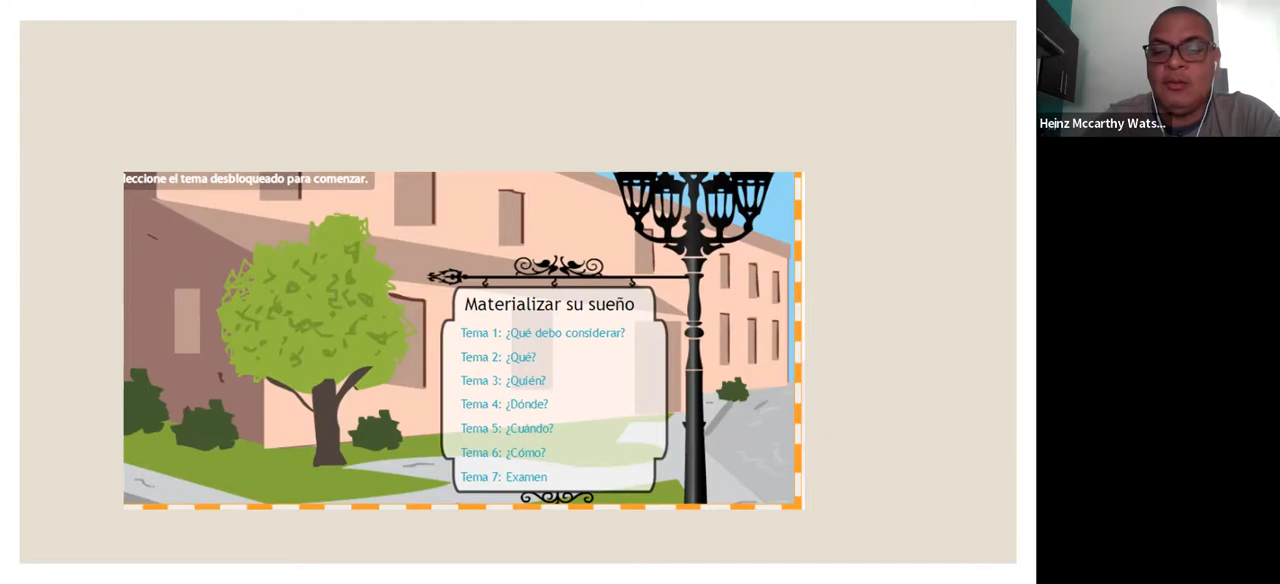 leccione el tema desbloqueado para comenzar.
Heinz Mccarthy Wats...
Materializar su sueño
Tema 1: ¿Qué debo considerar?
Tema 2: ¿Qué?
Tema 3: ¿Quién?
Tema 4: ¿Dónde?
Tema 5: ¿Cuándo?
Tema 6: ¿Cómo?
Tema 7: Examen